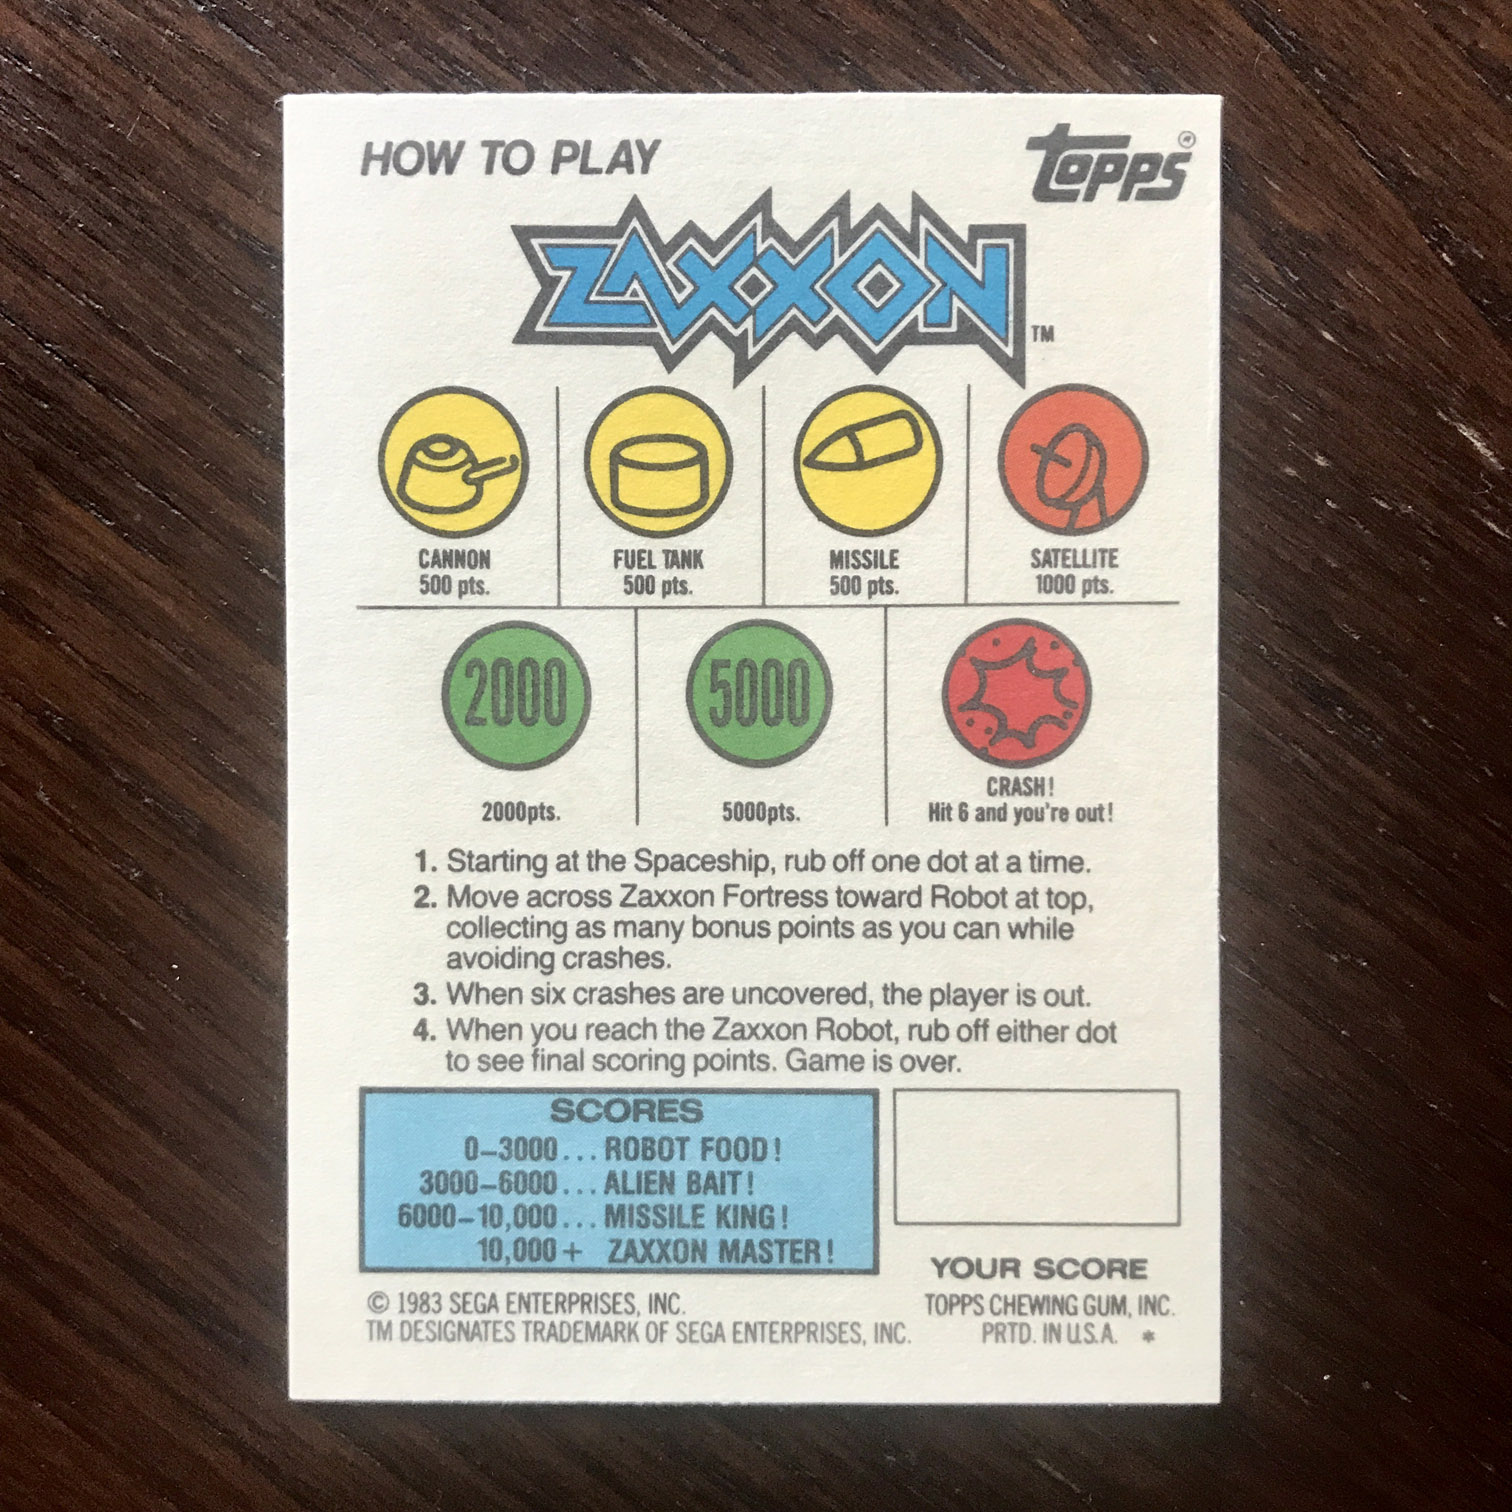 HOW TO PLAY
TOPPS®
ZAXXON™
CANNON
500 pts.
FUEL TANK
500 pts.
MISSILE
500 pts.
SATELLITE
1000 pts.
2000
2000pts.
5000
5000pts.
CRASH!
Hit 6 and you're out!
1. Starting at the Spaceship, rub off one dot at a time.
2. Move across Zaxxon Fortress toward Robot at top,
collecting as many bonus points as you can while
avoiding crashes.
3. When six crashes are uncovered, the player is out.
4. When you reach the Zaxxon Robot, rub off either dot
to see final scoring points. Game is over.
SCORES
0–3000...ROBOT FOOD!
3000–6000...ALIEN BAIT!
6000–10,000...MISSILE KING!
10,000+ ZAXXON MASTER!
YOUR SCORE
© 1983 SEGA ENTERPRISES, INC.
TM DESIGNATES TRADEMARK OF SEGA ENTERPRISES, INC.
TOPPS CHEWING GUM, INC.
PRTD. IN U.S.A. *